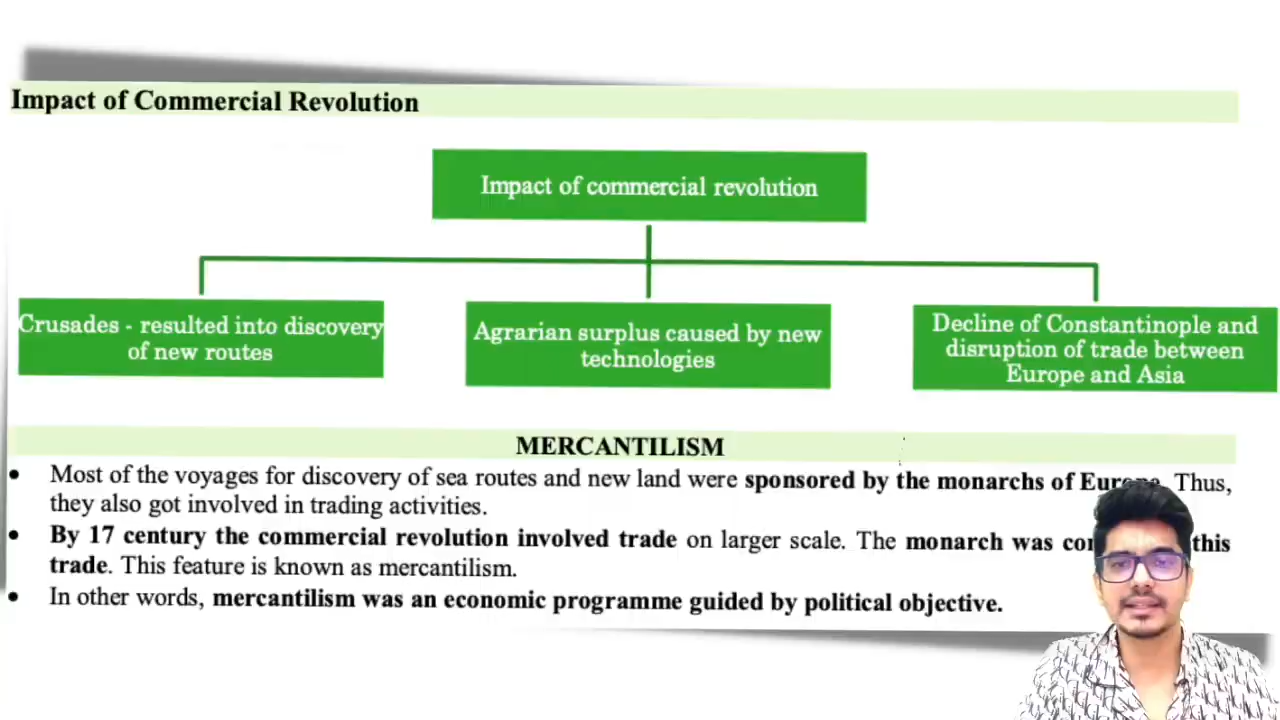 Impact of Commercial Revolution
Impact of commercial revolution
Crusades - resulted into discovery
of new routes
Agrarian surplus caused by new
technologies
Decline of Constantinople and
disruption of trade between
Europe and Asia
MERCANTILISM
• Most of the voyages for discovery of sea routes and new land were sponsored by the monarchs of Europe. Thus,
they also got involved in trading activities.
• By 17 century the commercial revolution involved trade on larger scale. The monarch was this
trade. This feature is known as mercantilism.
• In other words, mercantilism was an economic programme guided by political objective.